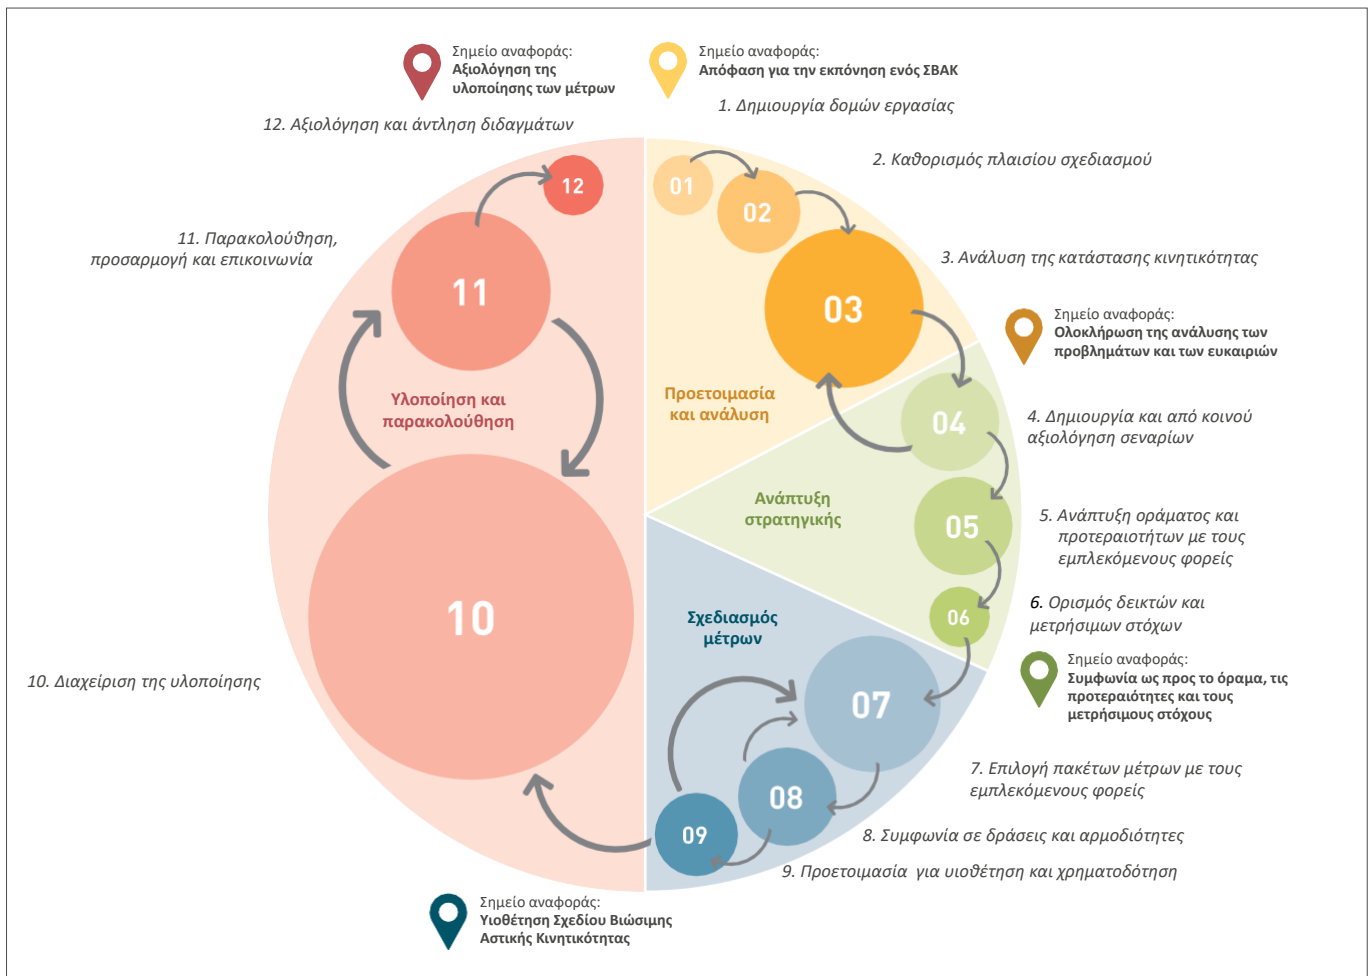 Σημείο αναφοράς:
Αξιολόγηση της
υλοποίησης των μέτρων
Σημείο αναφοράς:
Απόφαση για την εκπόνηση ενός ΣΒΑΚ
1. Δημιουργία δομών εργασίας
12. Αξιολόγηση και άντληση διδαγμάτων
2. Καθορισμός πλαισίου σχεδιασμού
12
01
02
11. Παρακολούθηση,
προσαρμογή και επικοινωνία
3. Ανάλυση της κατάστασης κινητικότητας
11
03
Σημείο αναφοράς:
Ολοκλήρωση της ανάλυσης των
προβλημάτων και των ευκαιριών
Υλοποίηση και
παρακολούθηση
Προετοιμασία
και ανάλυση
04
4. Δημιουργία και από κοινού
αξιολόγηση σεναρίων
Ανάπτυξη
στρατηγικής
05
5. Ανάπτυξη οράματος και
προτεραιοτήτων με τους
εμπλεκόμενους φορείς
10
Σχεδιασμός
μέτρων
06
6. Ορισμός δεικτών και
μετρήσιμων στόχων
Σημείο αναφοράς:
Συμφωνία ως προς το όραμα, τις
προτεραιότητες και τους
μετρήσιμους στόχους
10. Διαχείριση της υλοποίησης
07
7. Επιλογή πακέτων μέτρων με τους
εμπλεκόμενους φορείς
08
09
8. Συμφωνία σε δράσεις και αρμοδιότητες
9. Προετοιμασία για υιοθέτηση και χρηματοδότηση
Σημείο αναφοράς:
Υιοθέτηση Σχεδίου Βιώσιμης
Αστικής Κινητικότητας